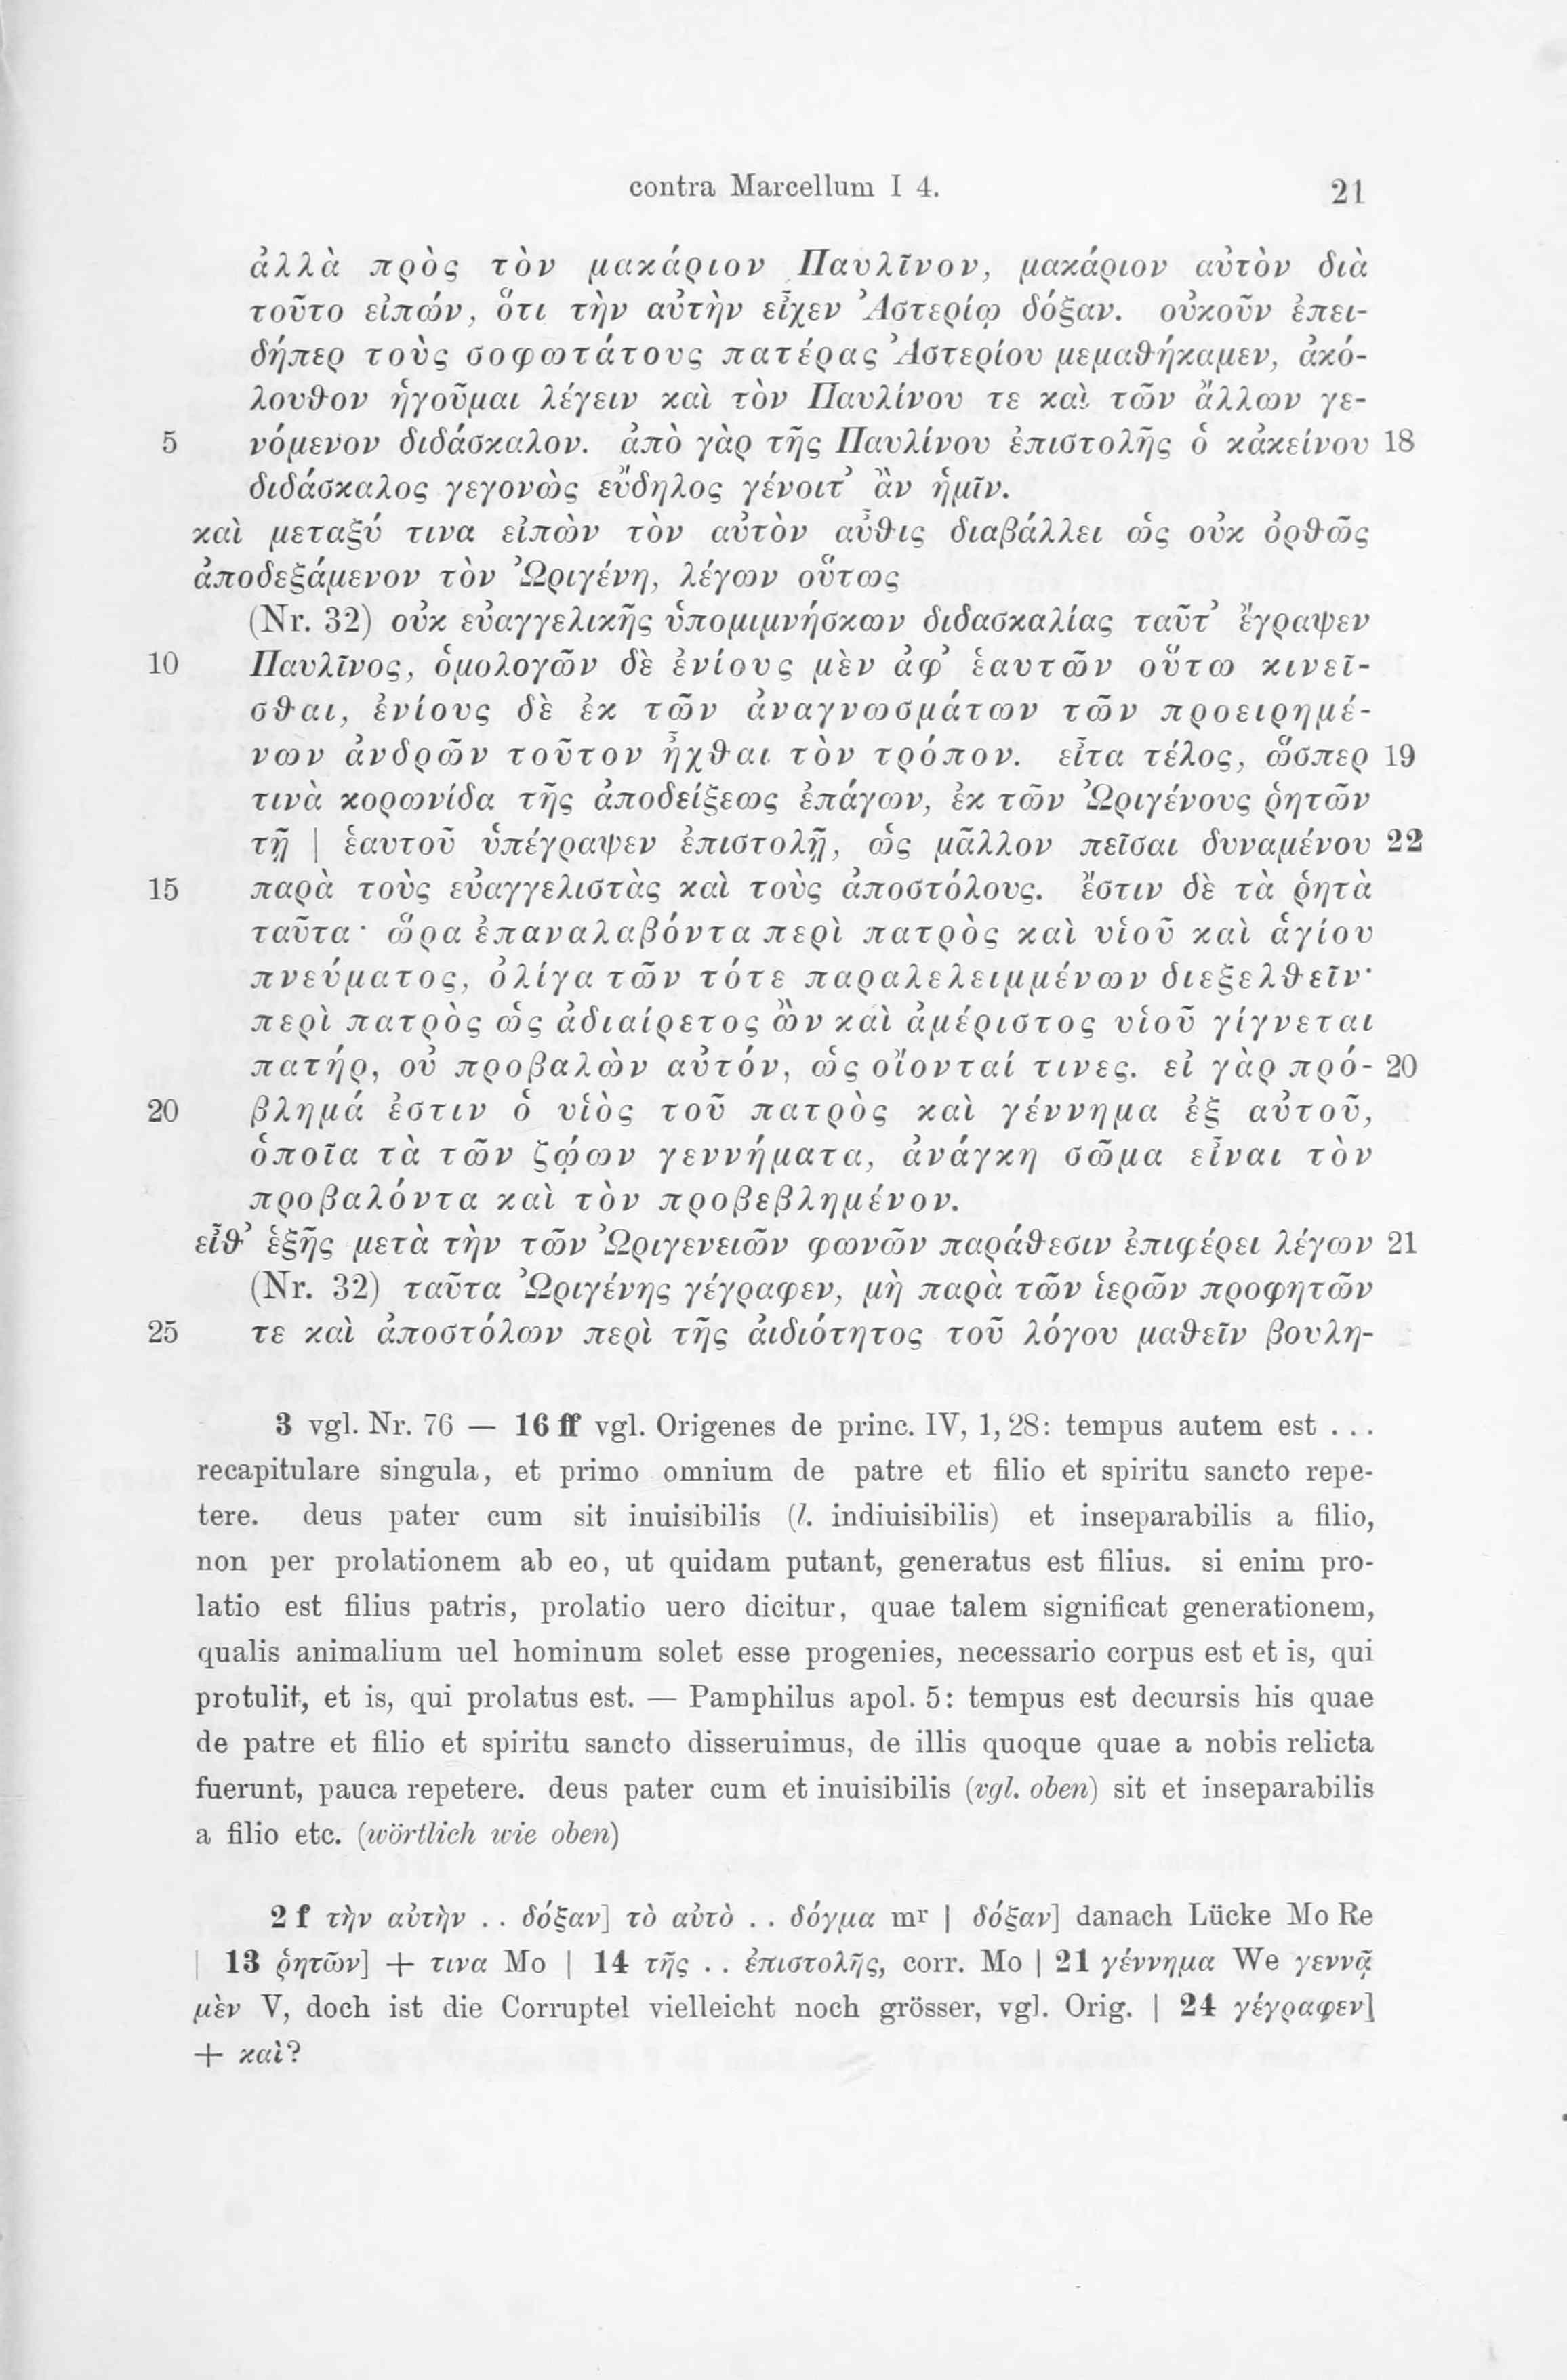 contra Marcellum I 4. 21
ἀλλὰ πρὸς τὸν μακάριον Παυλῖνον, μακάριον αὐτὸν διὰ
τοῦτο εἰπών, ὅτι τὴν αὐτὴν εἶχεν Ἀστερίῳ δόξαν. οὐκοῦν ἐπει-
δήπερ τοὺς σοφωτάτους πατέρας Ἀστερίου μεμαθήκαμεν, ἀκό-
λουθον ἡγοῦμαι λέγειν καὶ τὸν Παυλίνου τε καὶ τῶν ἄλλων γε-
5 νόμενον διδάσκαλον. ἀπὸ γὰρ τῆς Παυλίνου ἐπιστολῆς ὁ κἀκείνου 18
διδάσκαλος γεγονὼς εὔδηλος γένοιτ’ ἂν ἡμῖν.
καὶ μεταξύ τινα εἰπὼν τὸν αὐτὸν αὖθις διαβάλλει ὡς οὐκ ὀρθῶς
ἀποδεξάμενον τὸν Ὠριγένη, λέγων οὕτως
(Nr. 32) οὐκ εὐαγγελικῆς ὑπομιμνήσκων διδασκαλίας ταῦτ’ ἔγραψεν
10 Παυλῖνος, ὁμολογῶν δὲ ἐνίους μὲν ἀφ’ ἑαυτῶν οὕτω κινεῖ-
σθαι, ἐνίους δὲ ἐκ τῶν ἀναγνωσμάτων τῶν προειρημέ-
νων ἀνδρῶν τοῦτον ἦχθαι τὸν τρόπον. εἶτα τέλος, ὥσπερ 19
τινὰ κορωνίδα τῆς ἀποδείξεως ἐπάγων, ἐκ τῶν Ὠριγένους ῥητῶν
τῇ | ἑαυτοῦ ὑπέγραψεν ἐπιστολῇ, ὡς μᾶλλον πεῖσαι δυναμένου 22
15 παρὰ τοὺς εὐαγγελιστὰς καὶ τοὺς ἀποστόλους. ἔστιν δὲ τὰ ῥητὰ
ταῦτα· ὥρα ἐπαναλαβόντα περὶ πατρὸς καὶ υἱοῦ καὶ ἁγίου
πνεύματος, ὀλίγα τῶν τότε παραλελειμμένων διεξελθεῖν·
περὶ πατρὸς ὡς ἀδιαίρετος ὢν καὶ ἀμέριστος υἱοῦ γίγνεται
πατήρ, οὐ προβαλὼν αὐτόν, ὡς οἴονταί τινες. εἰ γὰρ πρό- 20
20 βλημά ἐστιν ὁ υἱὸς τοῦ πατρὸς καὶ γέννημα ἐξ αὐτοῦ,
ὁποῖα τὰ τῶν ζῴων γεννήματα, ἀνάγκη σῶμα εἶναι τὸν
προβαλόντα καὶ τὸν προβεβλημένον.
εἶθ’ ἑξῆς μετὰ τὴν τῶν Ὠριγενειῶν φωνῶν παράθεσιν ἐπιφέρει λέγων 21
(Nr. 32) ταῦτα Ὠριγένης γέγραφεν, μὴ παρὰ τῶν ἱερῶν προφητῶν
25 τε καὶ ἀποστόλων περὶ τῆς ἀιδιότητος τοῦ λόγου μαθεῖν βουλη-
3 vgl. Nr. 76 — 16 ff vgl. Origenes de princ. IV, 1, 28: tempus autem est . . .
recapitulare singula, et primo omnium de patre et filio et spiritu sancto repe-
tere. deus pater cum sit inuisibilis (l. indiuisibilis) et inseparabilis a filio,
non per prolationem ab eo, ut quidam putant, generatus est filius. si enim pro-
latio est filius patris, prolatio uero dicitur, quae talem significat generationem,
qualis animalium uel hominum solet esse progenies, necessario corpus est et is, qui
protulit, et is, qui prolatus est. — Pamphilus apol. 5: tempus est decursis his quae
de patre et filio et spiritu sancto disseruimus, de illis quoque quae a nobis relicta
fuerunt, pauca repetere. deus pater cum et inuisibilis (vgl. oben) sit et inseparabilis
a filio etc. (wörtlich wie oben)
2 f τὴν αὐτὴν . . δόξαν] τὸ αὐτὸ . . δόγμα mr | δόξαν] danach Lücke Mo Re
| 13 ῥητῶν] + τινα Mo | 14 τῆς . . ἐπιστολῆς, corr. Mo | 21 γέννημα We γεννᾷ
μὲν V, doch ist die Corruptel vielleicht noch grösser, vgl. Orig. | 24 γέγραφεν]
+ καὶ?